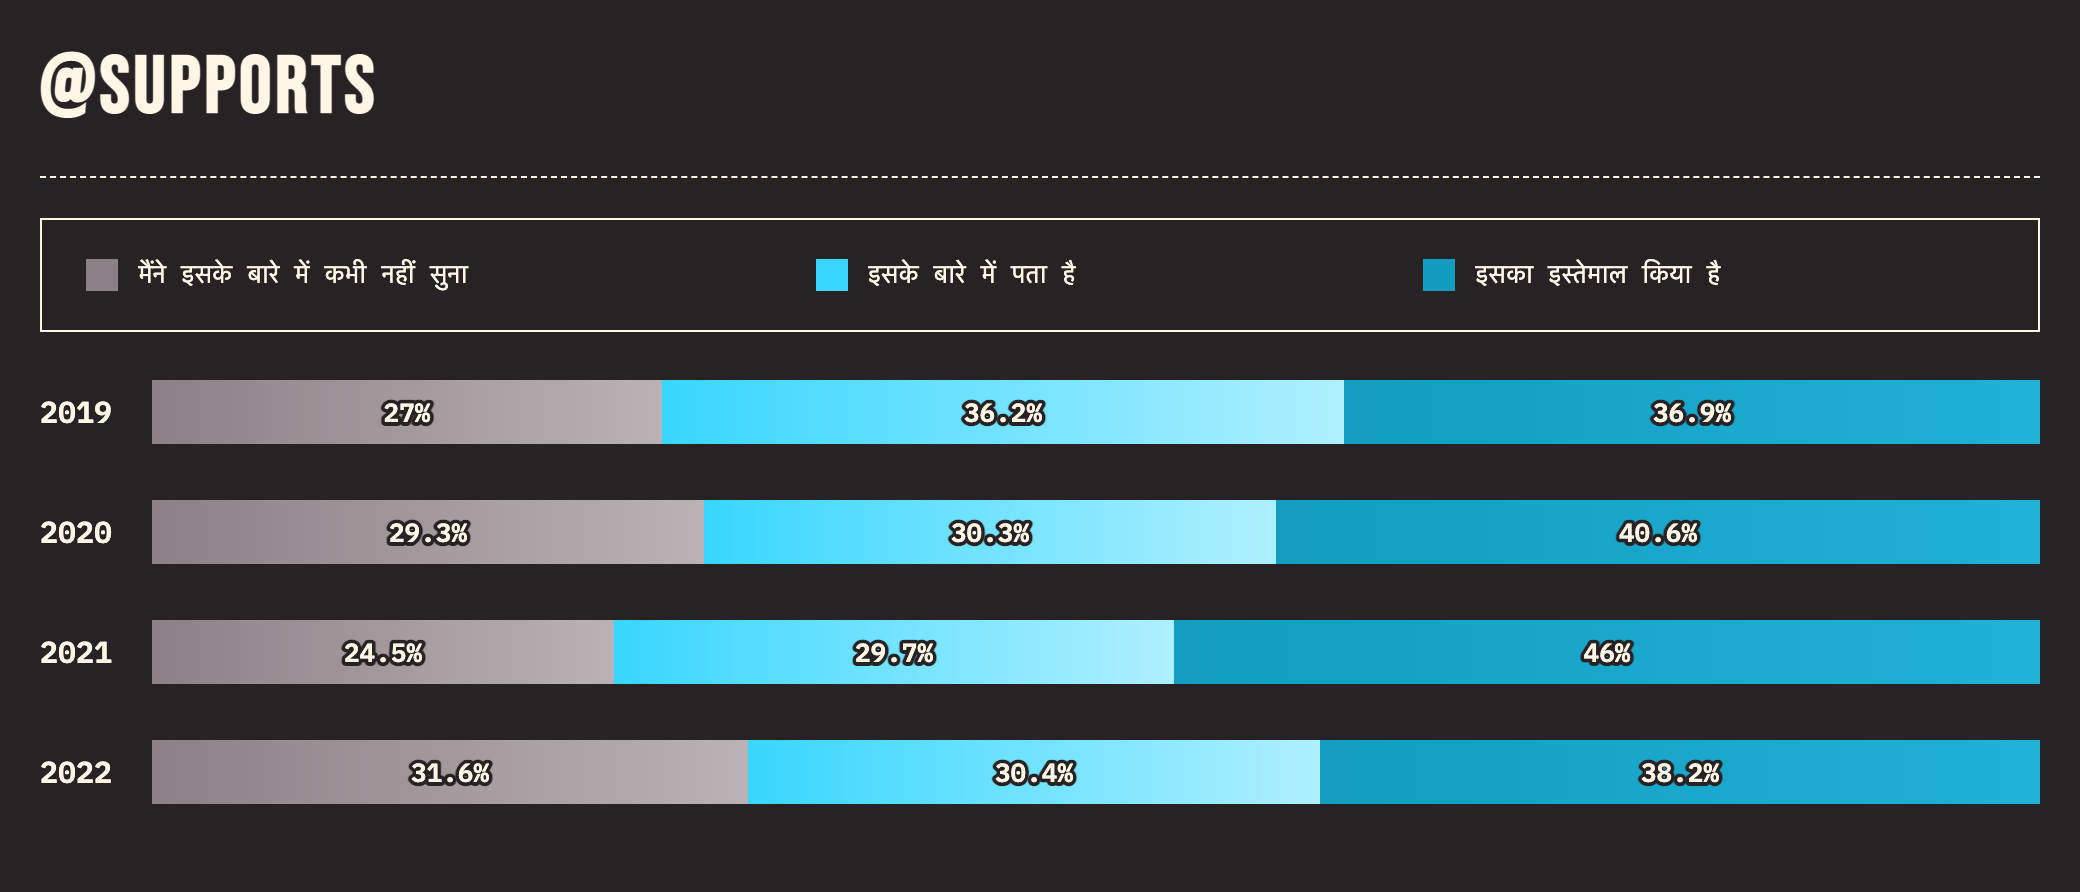 @SUPPORTS
मैंने इसके बारे में कभी नहीं सुना इसके बारे में पता है इसका इस्तेमाल किया है
2019 27% 36.2% 36.9%
2020 29.3% 30.3% 40.6%
2021 24.5% 29.7% 46%
2022 31.6% 30.4% 38.2%